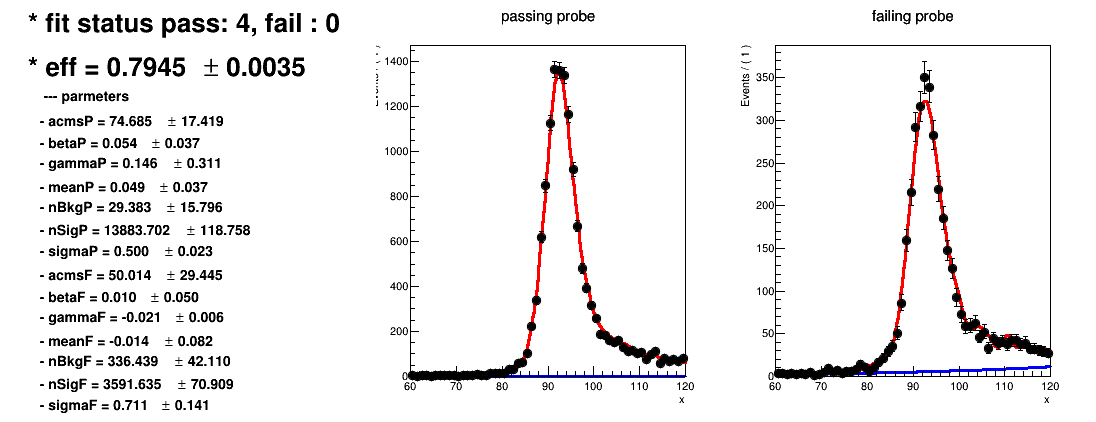 * fit status pass: 4, fail : 0
* eff = 0.7945 ± 0.0035
--- parmeters
- acmsP = 74.685 ± 17.419
- betaP = 0.054 ± 0.037
- gammaP = 0.146 ± 0.311
- meanP = 0.049 ± 0.037
- nBkgP = 29.383 ± 15.796
- nSigP = 13883.702 ± 118.758
- sigmaP = 0.500 ± 0.023
- acmsF = 50.014 ± 29.445
- betaF = 0.010 ± 0.050
- gammaF = -0.021 ± 0.006
- meanF = -0.014 ± 0.082
- nBkgF = 336.439 ± 42.110
- nSigF = 3591.635 ± 70.909
- sigmaF = 0.711 ± 0.141
passing probe
1400
1200
1000
800
600
400
200
0
60 70 80 90 100 110 120
x
failing probe
Events / ( 1 )
350
300
250
200
150
100
50
0
60 70 80 90 100 110 120
x